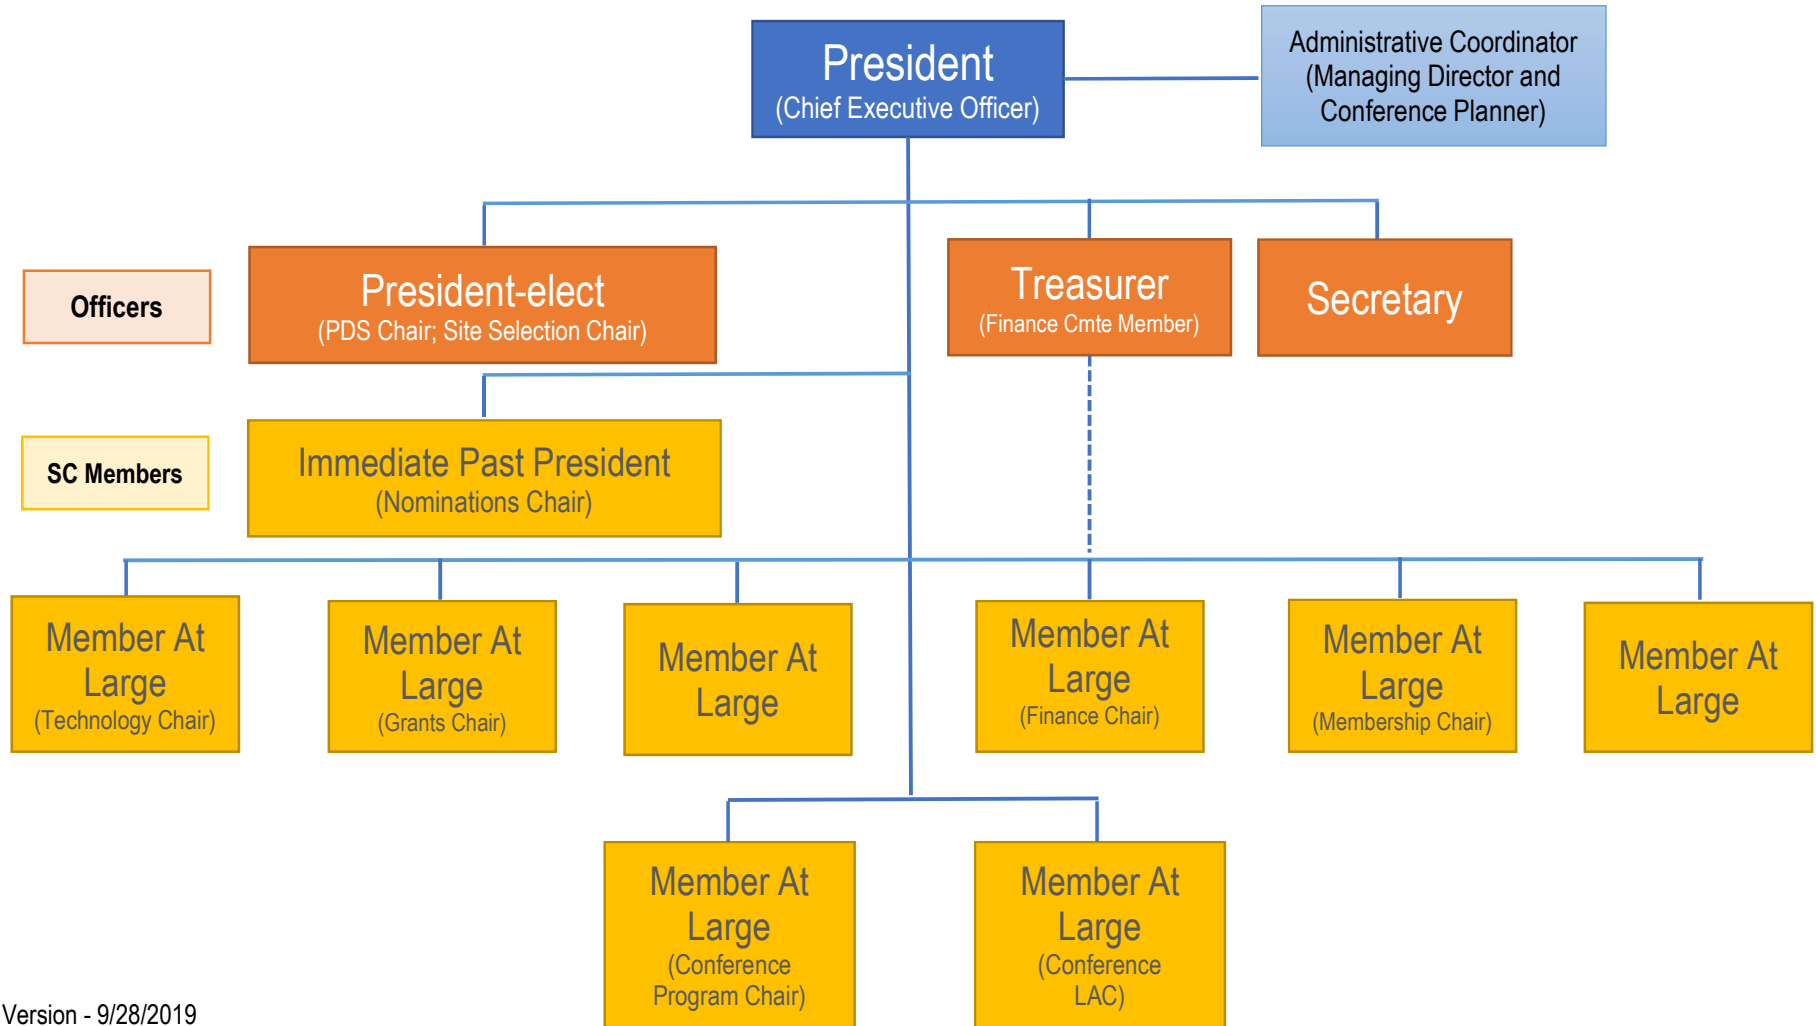 President
(Chief Executive Officer)
Administrative Coordinator
(Managing Director and
Conference Planner)
Officers
President-elect
(PDS Chair; Site Selection Chair)
Treasurer
(Finance Cmte Member)
Secretary
SC Members
Immediate Past President
(Nominations Chair)
Member At
Large
(Technology Chair)
Member At
Large
(Grants Chair)
Member At
Large
Member At
Large
(Finance Chair)
Member At
Large
(Membership Chair)
Member At
Large
Member At
Large
(Conference
Program Chair)
Member At
Large
(Conference
LAC)
Version - 9/28/2019